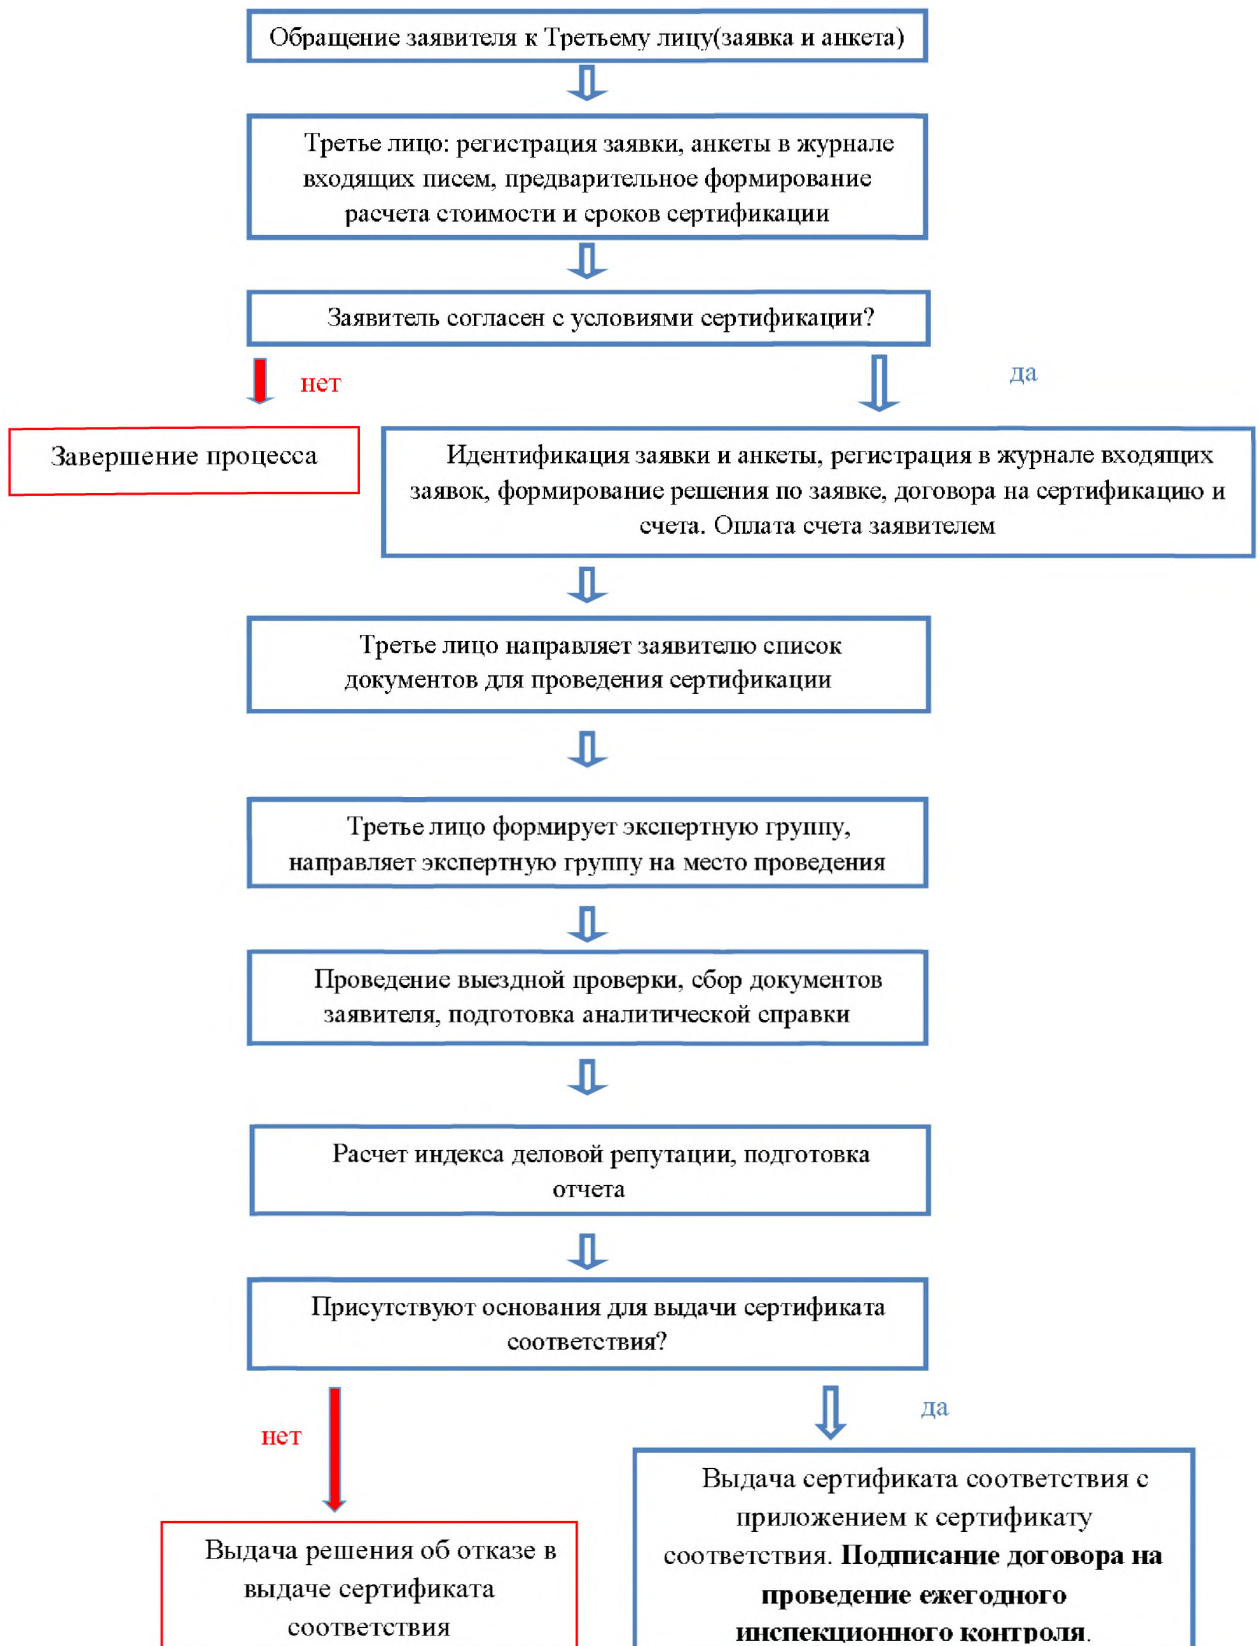 Обращение заявителя к Третьему лицу(заявка и анкета)
Третье лицо: регистрация заявки, анкеты в журнале
входящих писем, предварительное формирование
расчета стоимости и сроков сертификации
Заявитель согласен с условиями сертификации?
нет
да
Завершение процесса
Идентификация заявки и анкеты, регистрация в журнале входящих
заявок, формирование решения по заявке, договора на сертификацию и
счета. Оплата счета заявителем
Третье лицо направляет заявителю список
документов для проведения сертификации
Третье лицо формирует экспертную группу,
направляет экспертную группу на место проведения
Проведение выездной проверки, сбор документов
заявителя, подготовка аналитической справки
Расчет индекса деловой репутации, подготовка
отчета
Присутствуют основания для выдачи сертификата
соответствия?
нет
да
Выдача решения об отказе в
выдаче сертификата
соответствия
Выдача сертификата соответствия с
приложением к сертификату
соответствия. Подписание договора на
проведение ежегодного
инспекционного контроля.